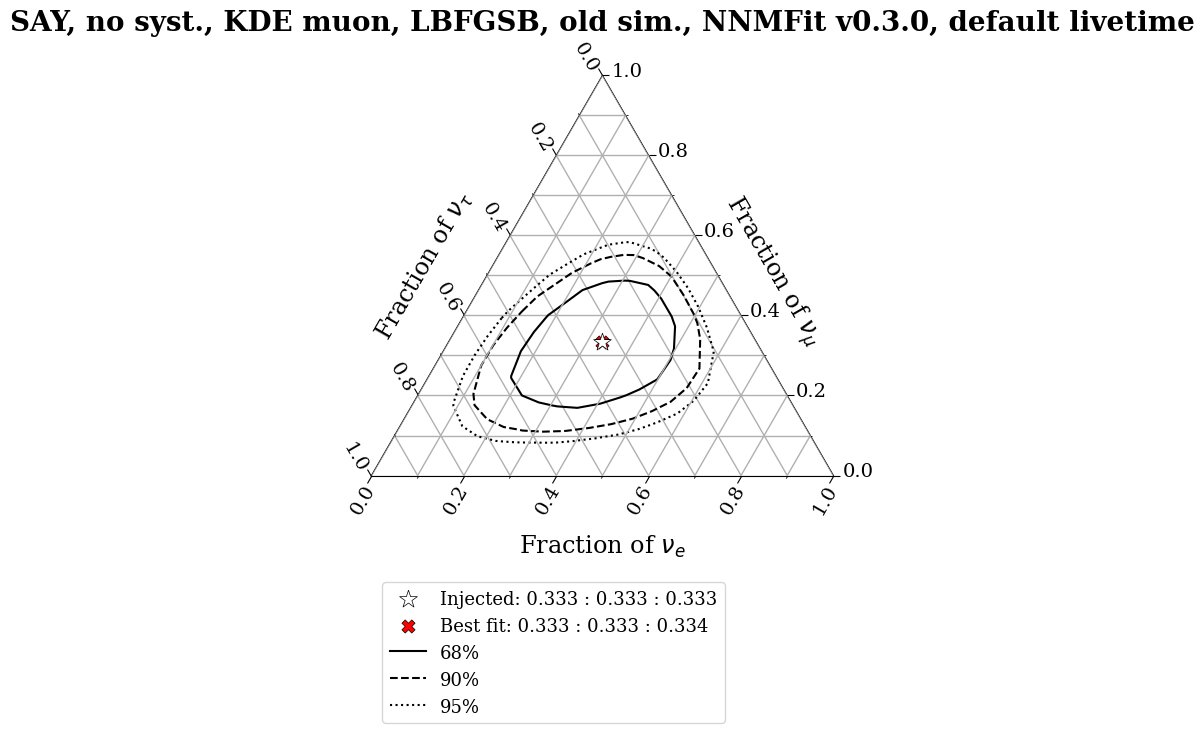 SAY, no syst., KDE muon, LBFGSB, old sim., NNMFit v0.3.0, default livetime
0.0
1.0
0.2
0.8
0.4
0.6
0.6
0.4
0.8
0.2
1.0
0.0
Fraction of ν_τ
Fraction of ν_μ
0.0 0.2 0.4 0.6 0.8 1.0
Fraction of ν_e
Injected: 0.333 : 0.333 : 0.333
Best fit: 0.333 : 0.333 : 0.334
68%
90%
95%